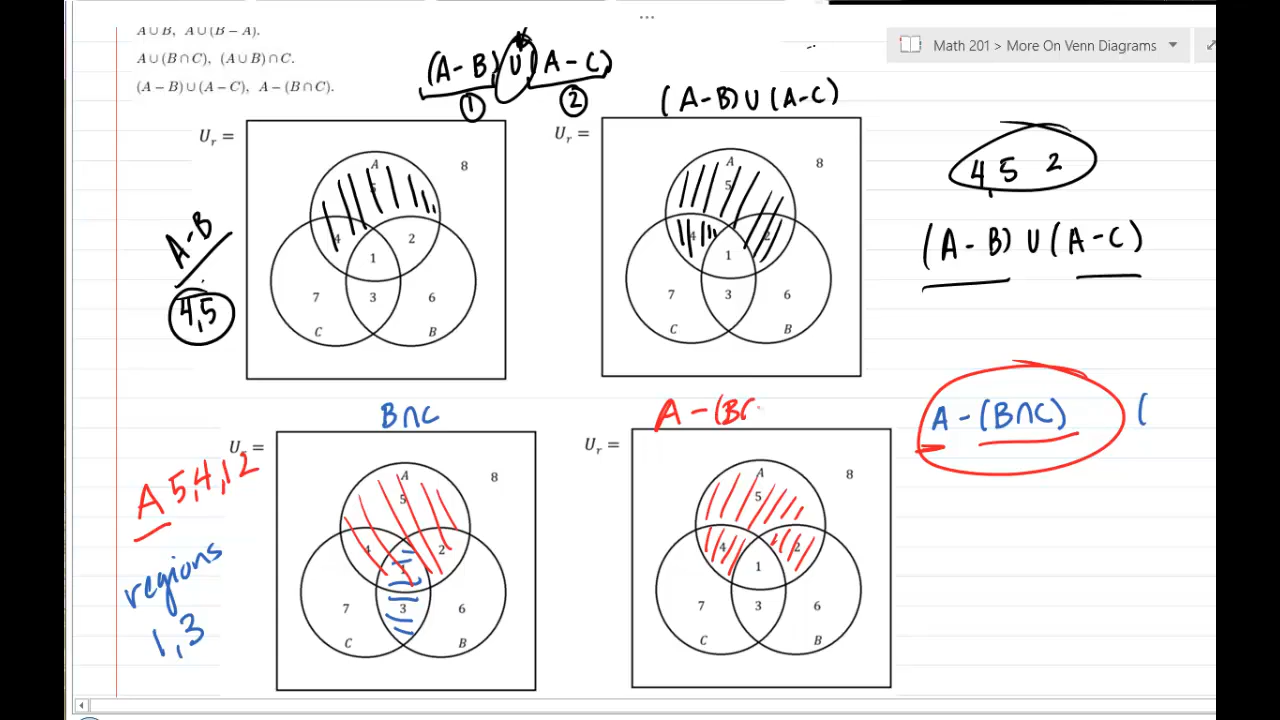 A ∪ B, A ∪ (B − A).
A ∪ (B ∩ C), (A ∪ B) ∩ C.
(A − B) ∪ (A − C), A − (B ∩ C).
(A - B) ∪ (A - C)
1 2
Math 201 > More On Venn Diagrams
(A-B) ∪ (A-C)
U_r =
A 8
5
4 2
1
7 3 6
C B
A-B
4,5
U_r =
A 8
5
4 2
1
7 3 6
C B
4,5 2
(A - B) ∪ (A - C)
B∩C
U_r =
A 8
5
4 2
1
7 3 6
C B
A 5,4,12
regions
1,3
A - (B(
U_r =
A 8
5
4 2
1
7 3 6
C B
A - (B∩C) (